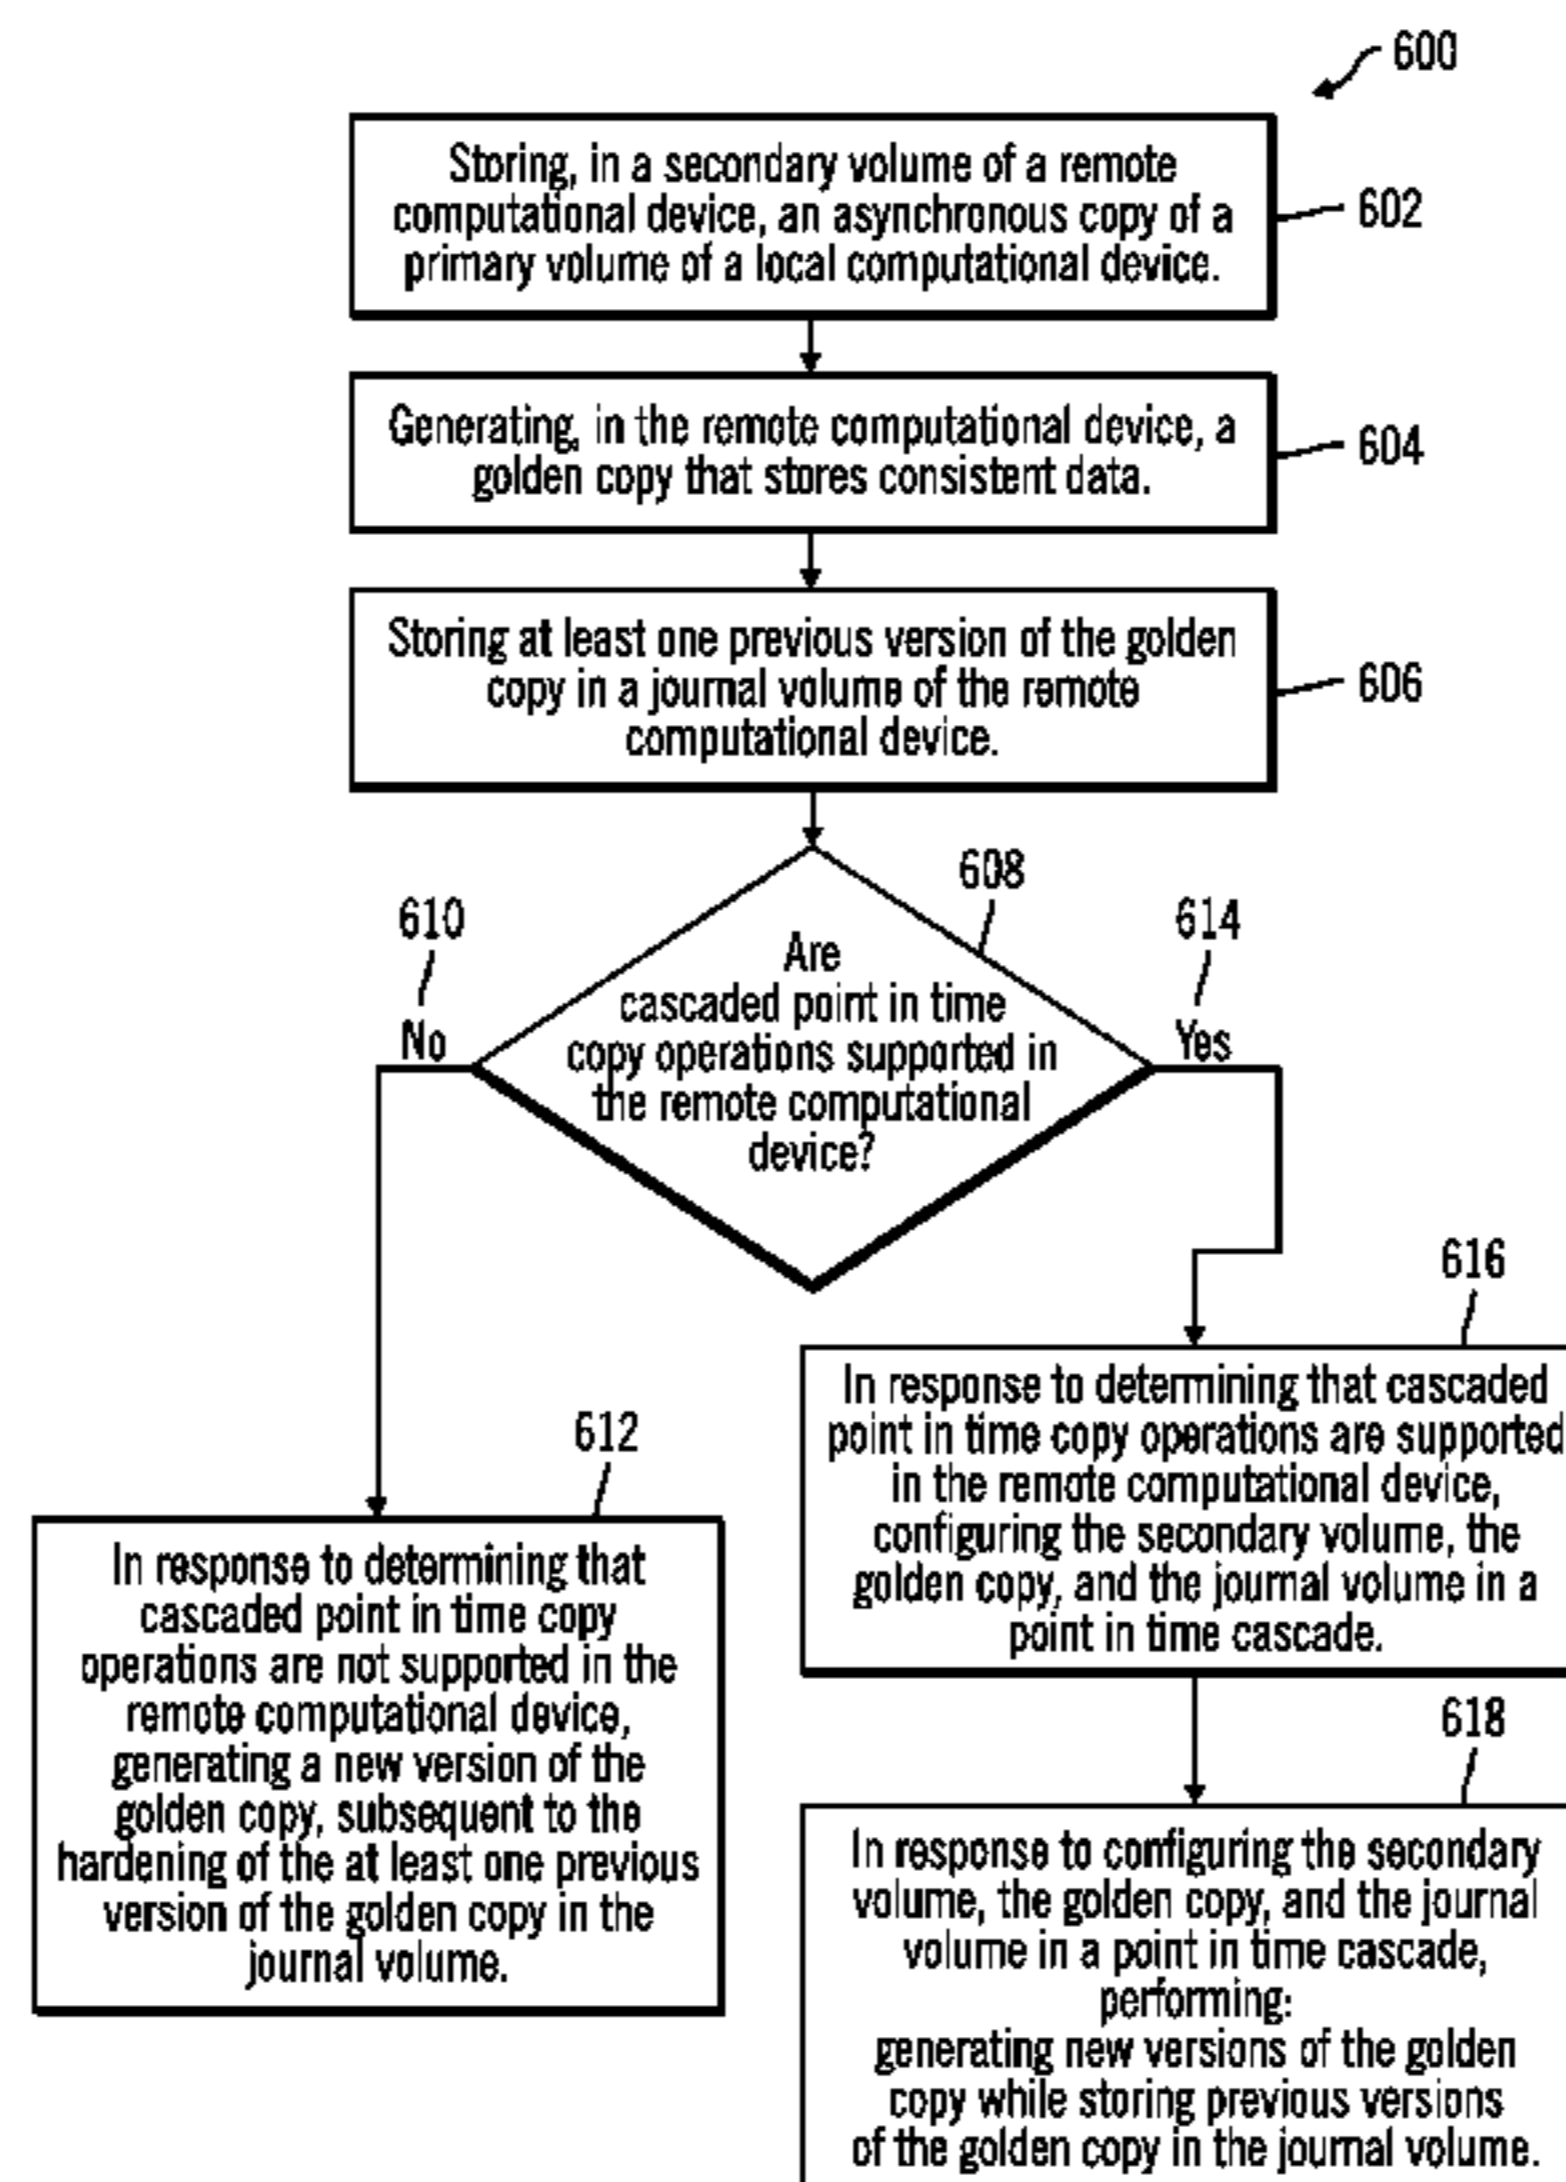 600
Storing, in a secondary volume of a remote
computational device, an asynchronous copy of a
primary volume of a local computational device.
602
Generating, in the remote computational device, a
golden copy that stores consistent data.
604
Storing at least one previous version of the golden
copy in a journal volume of the remote
computational device.
606
608
Are
cascaded point in time
copy operations supported in
the remote computational
device?
610
No
614
Yes
612
In response to determining that
cascaded point in time copy
operations are not supported in the
remote computational device,
generating a new version of the
golden copy, subsequent to the
hardening of the at least one previous
version of the golden copy in the
journal volume.
616
In response to determining that cascaded
point in time copy operations are supported
in the remote computational device,
configuring the secondary volume, the
golden copy, and the journal volume in a
point in time cascade.
618
In response to configuring the secondary
volume, the golden copy, and the journal
volume in a point in time cascade,
performing:
generating new versions of the golden
copy while storing previous versions
of the golden copy in the journal volume.